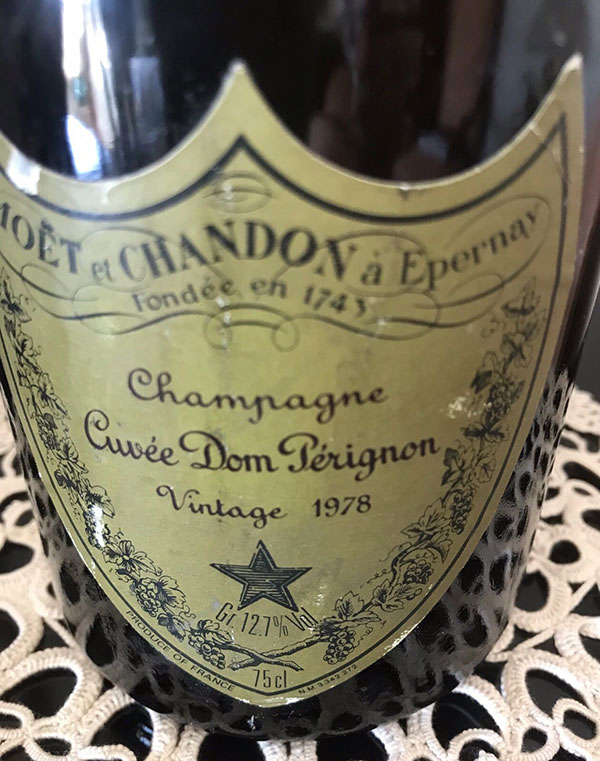 MOËT et CHANDON à Epernay
Fondée en 1743
Champagne
Cuvée Dom Pérignon
Vintage 1978
Gr. 12.7% Vol
PRODUCE OF FRANCE
75cl
N.M 3342272